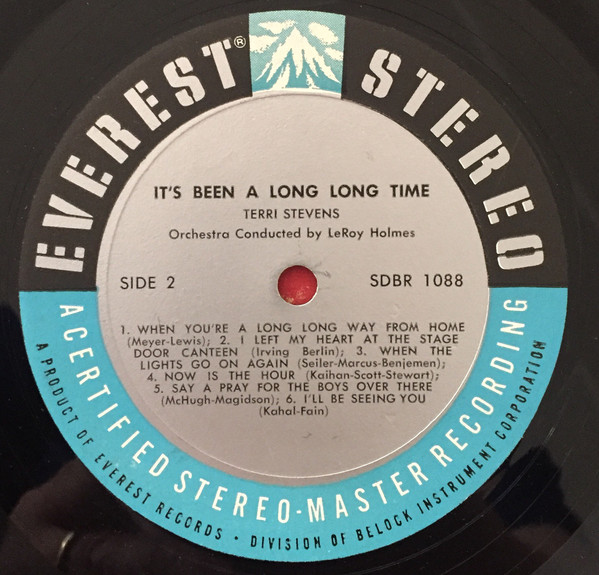 EVEREST® STEREO
IT'S BEEN A LONG LONG TIME
TERRI STEVENS
Orchestra Conducted by LeRoy Holmes
SIDE 2 SDBR 1088
1. WHEN YOU'RE A LONG LONG WAY FROM HOME
(Meyer-Lewis); 2. I LEFT MY HEART AT THE STAGE
DOOR CANTEEN (Irving Berlin); 3. WHEN THE
LIGHTS GO ON AGAIN (Seiler-Marcus-Benjemen);
4. NOW IS THE HOUR (Kaihan-Scott-Stewart);
5. SAY A PRAY FOR THE BOYS OVER THERE
(McHugh-Magidson); 6. I'LL BE SEEING YOU
(Kahal-Fain)
A CERTIFIED STEREO-MASTER RECORDING
A PRODUCT OF EVEREST RECORDS · DIVISION OF BELOCK INSTRUMENT CORPORATION